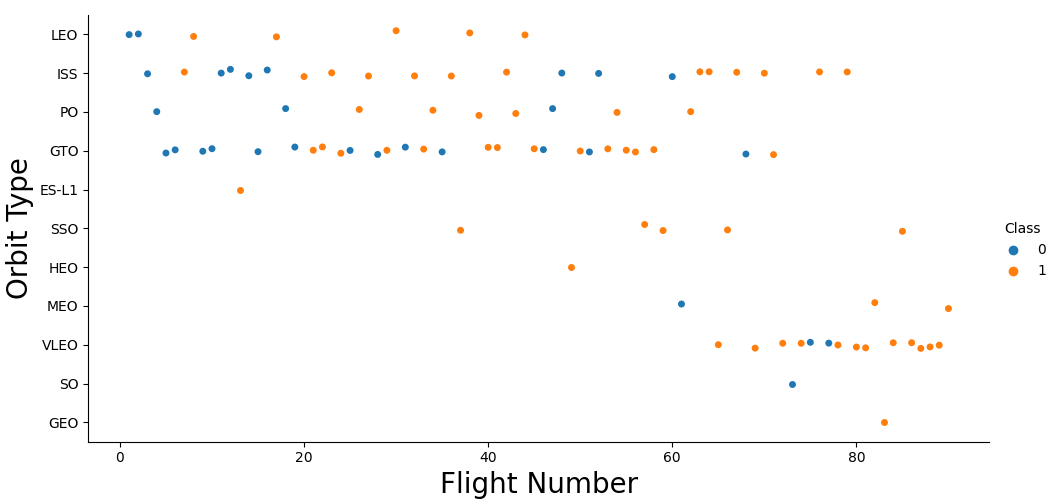 LEO
ISS
PO
GTO
ES-L1
SSO
HEO
MEO
VLEO
SO
GEO
Orbit Type
0 20 40 60 80
Flight Number
Class
0
1